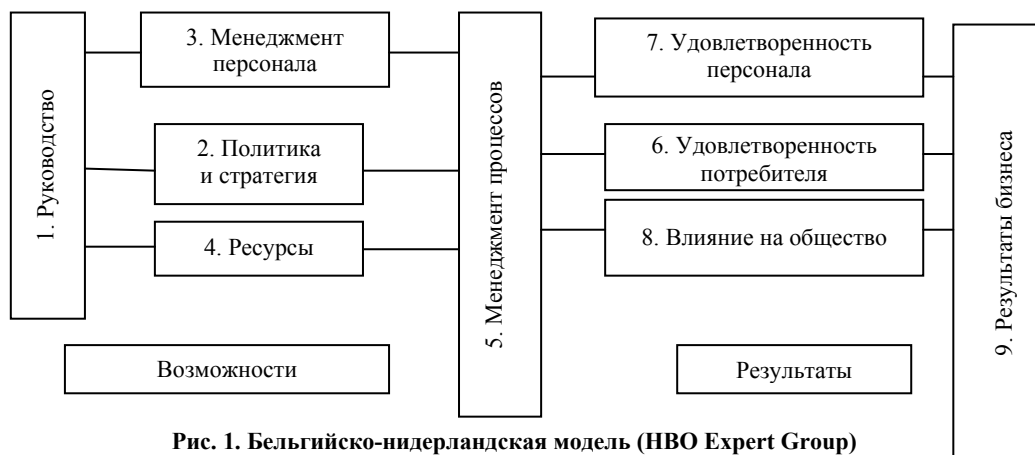 1. Руководство
3. Менеджмент
персонала
2. Политика
и стратегия
4. Ресурсы
5. Менеджмент процессов
7. Удовлетворенность
персонала
6. Удовлетворенность
потребителя
8. Влияние на общество
9. Результаты бизнеса
Возможности
Результаты
Рис. 1. Бельгийско-нидерландская модель (HBO Expert Group)